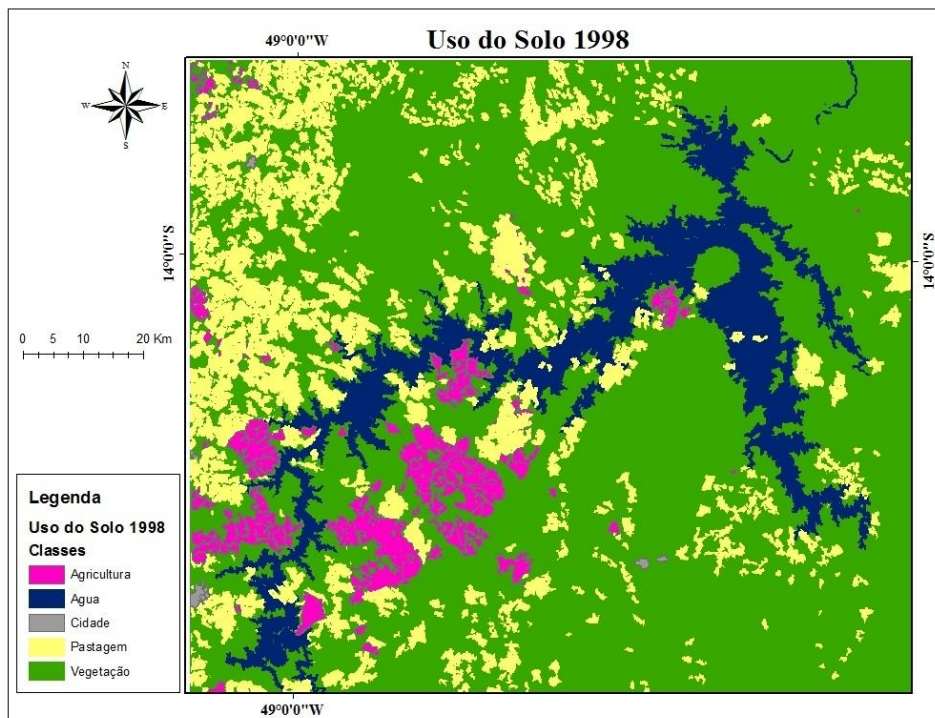 Uso do Solo 1998
49°0'0"W
N
W
E
S
14°0'0"S
14°0'0"S
0 5 10 20 Km
Legenda
Uso do Solo 1998
Classes
Agricultura
Agua
Cidade
Pastagem
Vegetação
49°0'0"W